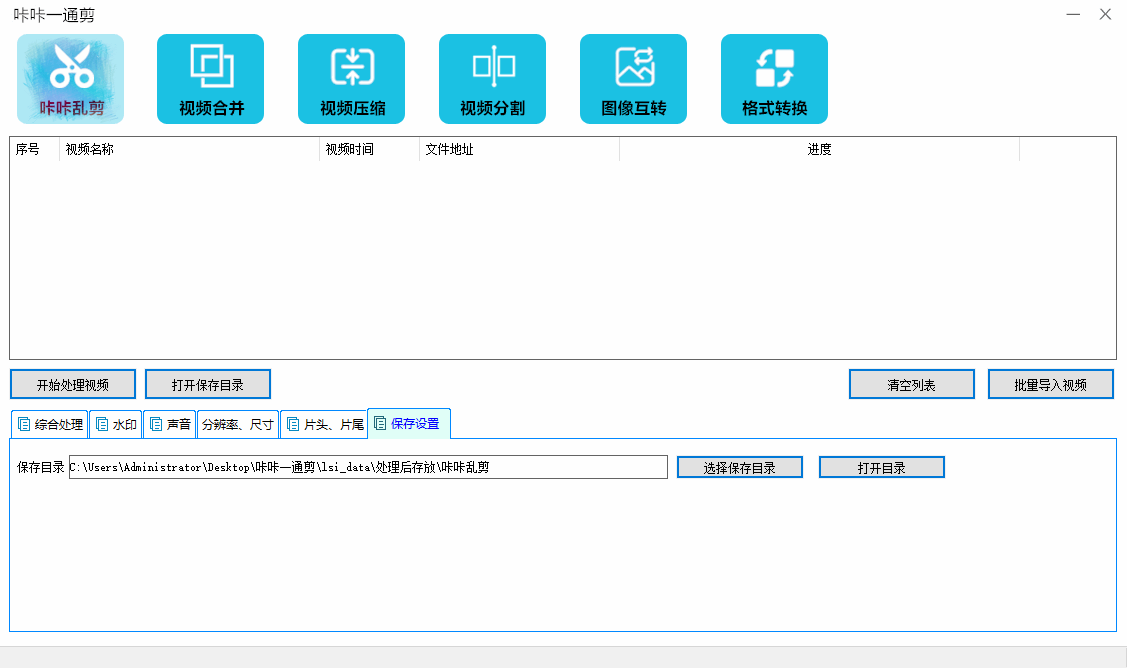 咔咔一通剪
咔咔乱剪 视频合并 视频压缩 视频分割 图像互转 格式转换
序号 视频名称 视频时间 文件地址 进度
开始处理视频 打开保存目录 清空列表 批量导入视频
综合处理 水印 声音 分辨率、尺寸 片头、片尾 保存设置
保存目录 C:\Users\Administrator\Desktop\咔咔一通剪\lsi_data\处理后存放\咔咔乱剪 选择保存目录 打开目录